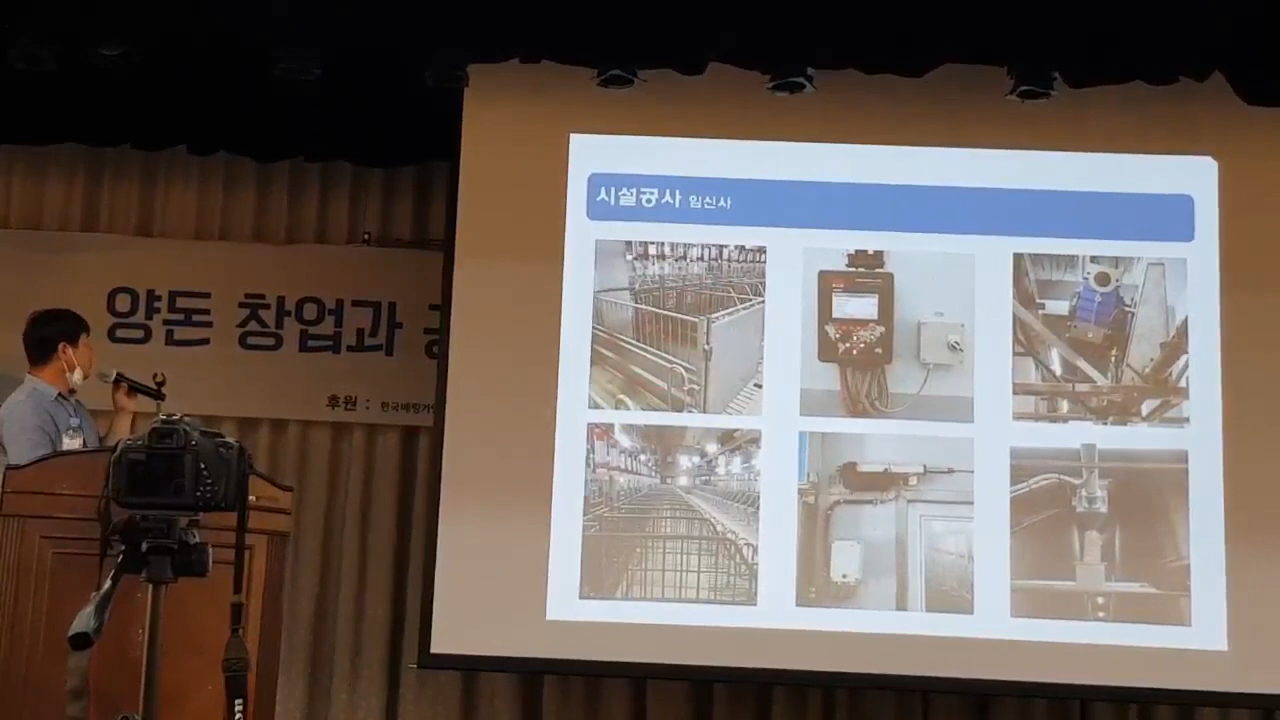 시설공사 임신사
양돈 창업과
후원 :